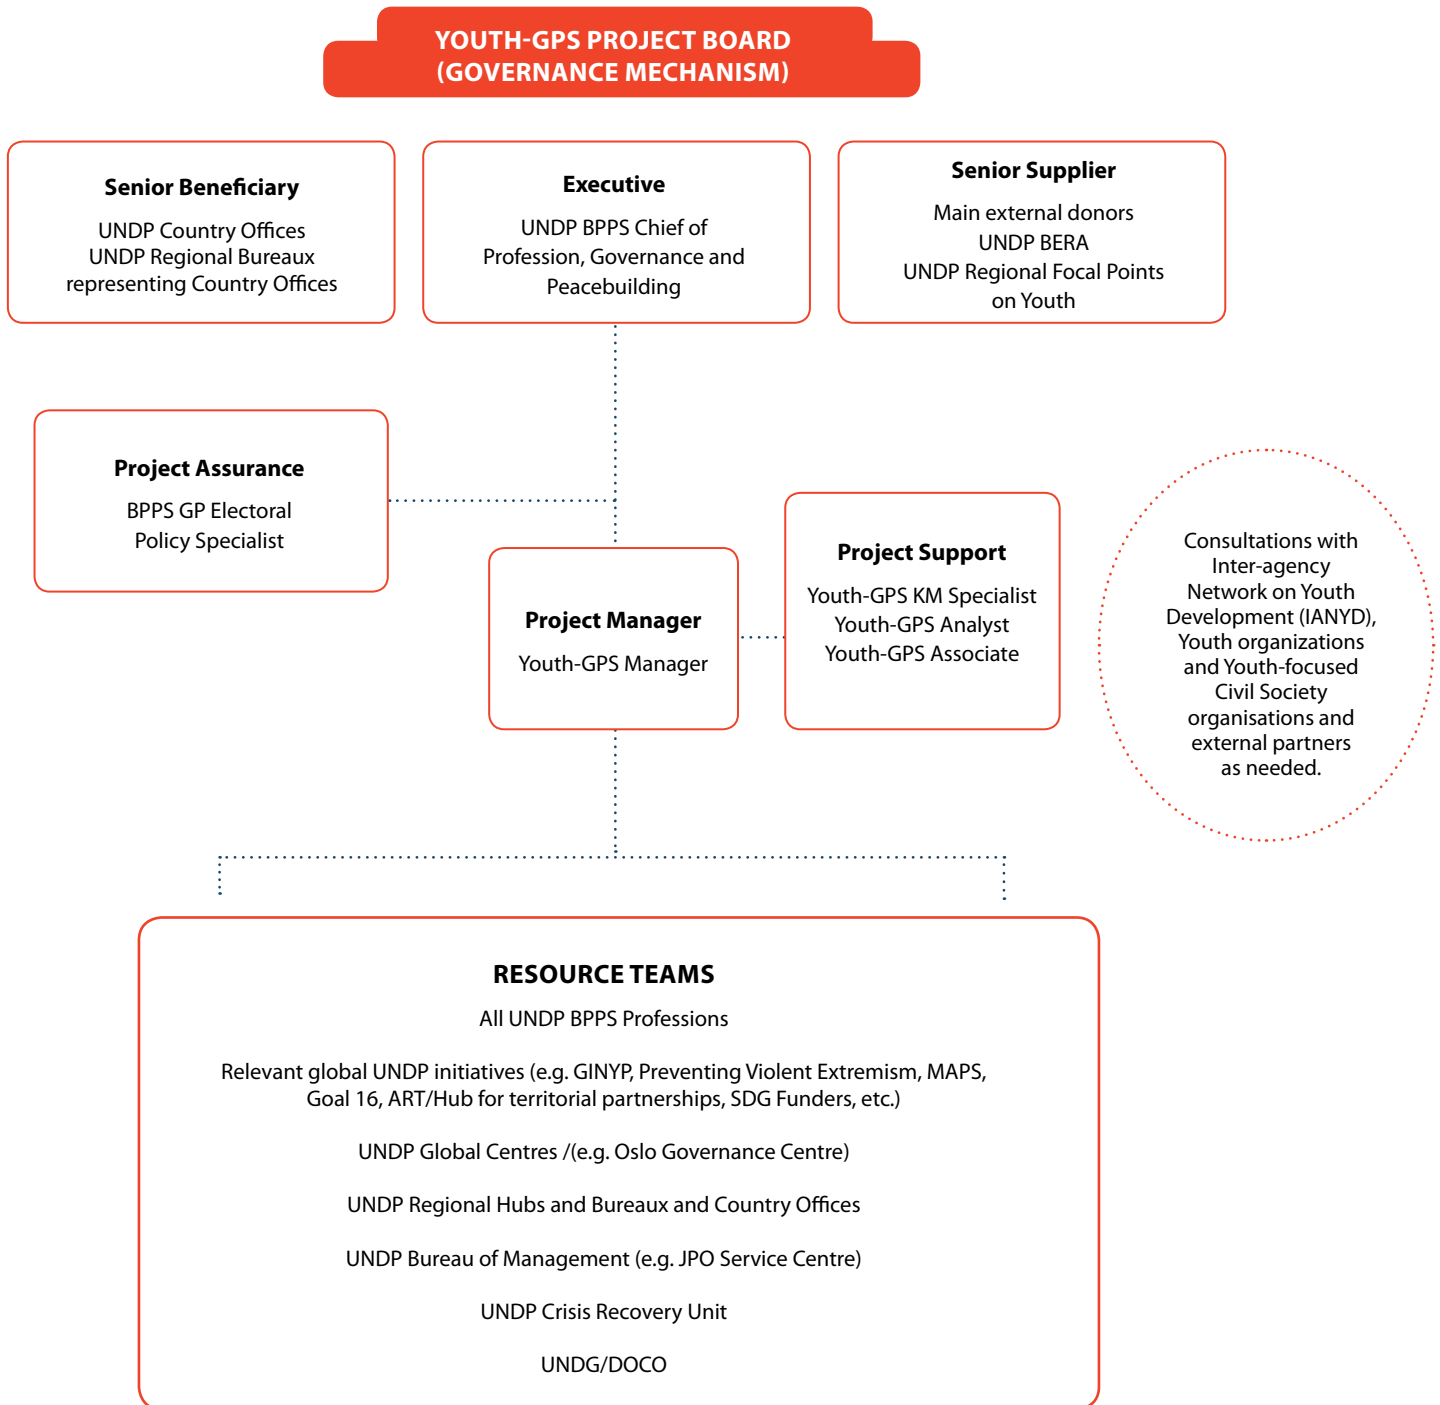 YOUTH-GPS PROJECT BOARD
(GOVERNANCE MECHANISM)
Senior Beneficiary
UNDP Country Offices
UNDP Regional Bureaux
representing Country Offices
Executive
UNDP BPPS Chief of
Profession, Governance and
Peacebuilding
Senior Supplier
Main external donors
UNDP BERA
UNDP Regional Focal Points
on Youth
Project Assurance
BPPS GP Electoral
Policy Specialist
Project Manager
Youth-GPS Manager
Project Support
Youth-GPS KM Specialist
Youth-GPS Analyst
Youth-GPS Associate
Consultations with
Inter-agency
Network on Youth
Development (IANYD),
Youth organizations
and Youth-focused
Civil Society
organisations and
external partners
as needed.
RESOURCE TEAMS
All UNDP BPPS Professions
Relevant global UNDP initiatives (e.g. GINYP, Preventing Violent Extremism, MAPS,
Goal 16, ART/Hub for territorial partnerships, SDG Funders, etc.)
UNDP Global Centres /(e.g. Oslo Governance Centre)
UNDP Regional Hubs and Bureaux and Country Offices
UNDP Bureau of Management (e.g. JPO Service Centre)
UNDP Crisis Recovery Unit
UNDG/DOCO